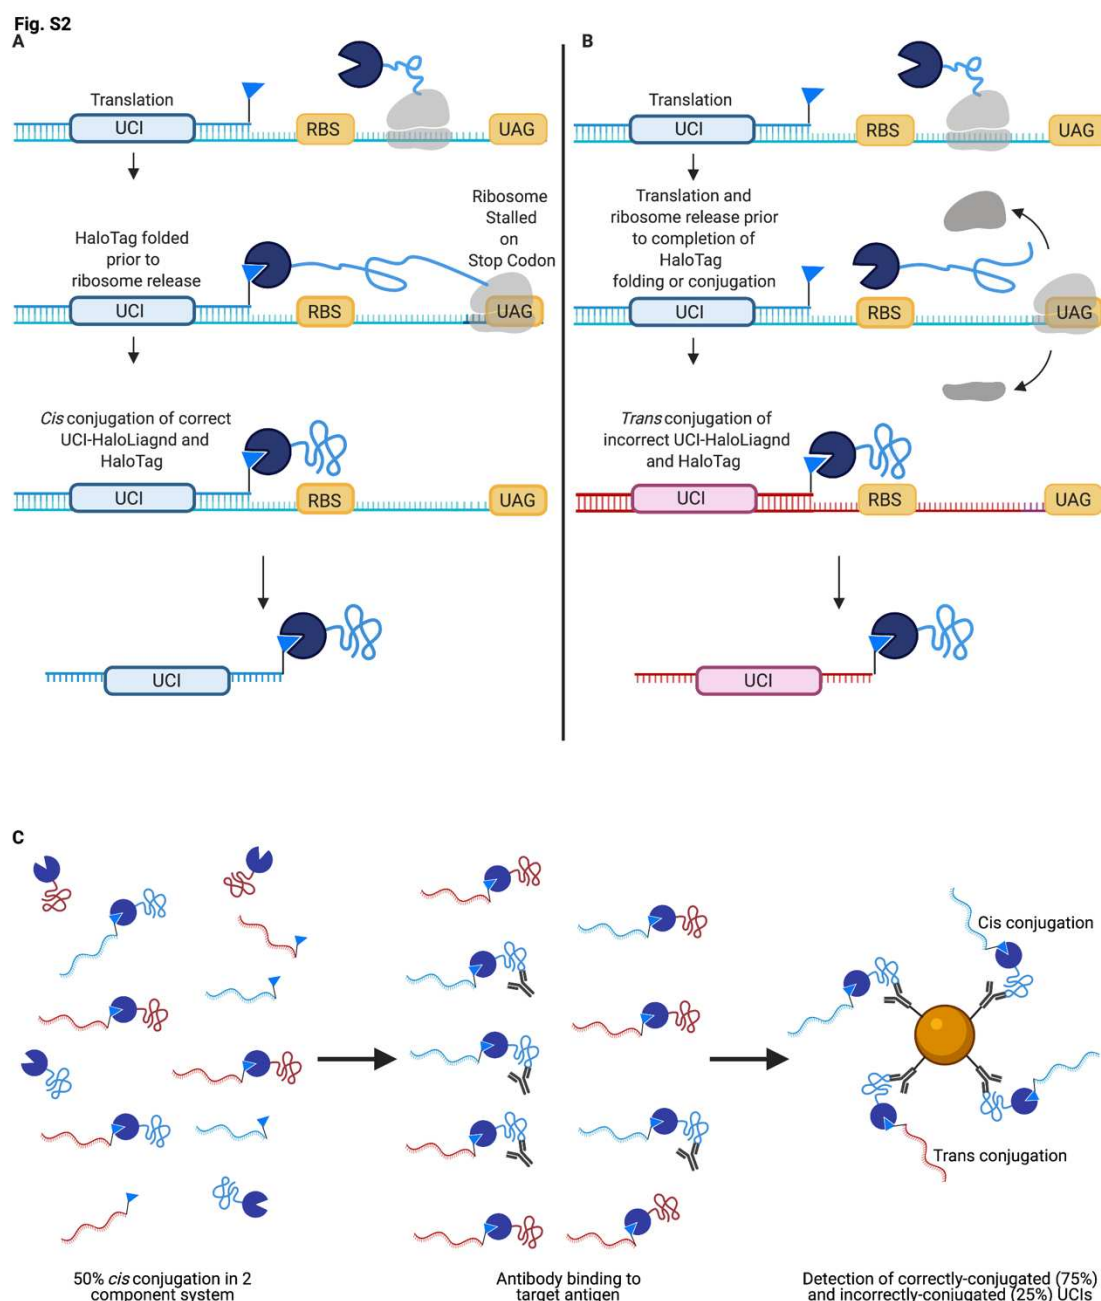 Fig. S2
A
Translation
UCI
RBS
UAG
HaloTag folded
prior to
ribosome release
Ribosome
Stalled
on
Stop Codon
UCI
RBS
UAG
Cis conjugation of correct
UCI-HaloLiagnd and
HaloTag
UCI
RBS
UAG
UCI
B
Translation
UCI
RBS
UAG
Translation and
ribosome release prior
to completion of
HaloTag
folding or conjugation
UCI
RBS
UAG
Trans conjugation of
incorrect UCI-HaloLiagnd
and HaloTag
UCI
RBS
UAG
UCI
C
Cis conjugation
Trans conjugation
50% cis conjugation in 2
component system
Antibody binding to
target antigen
Detection of correctly-conjugated (75%)
and incorrectly-conjugated (25%) UCIs